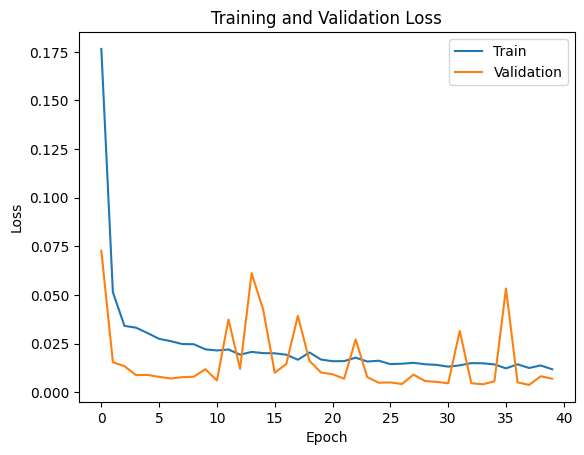 Training and Validation Loss
Train
Validation
0.175
0.150
0.125
0.100
0.075
0.050
0.025
0.000
Loss
0 5 10 15 20 25 30 35 40
Epoch